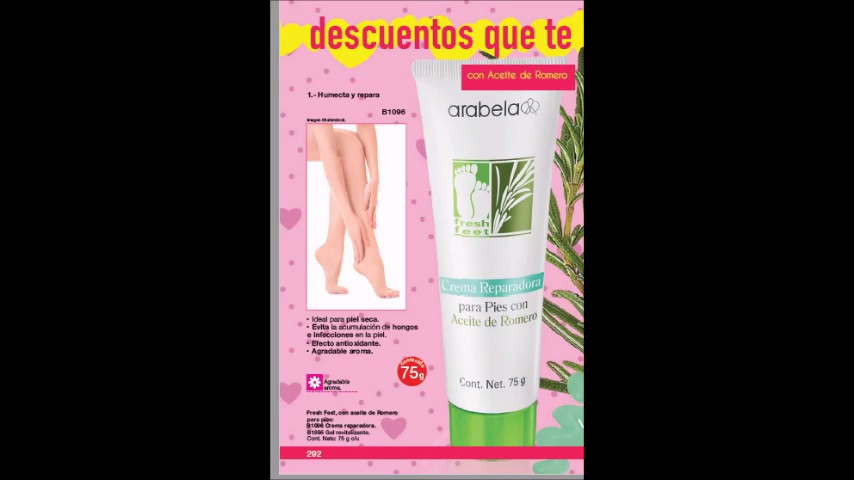 descuentos que te
con Aceite de Romero
1.- Humecta y repara
B1096
arabela
fresh
feet
Crema Reparadora
para Pies con
Aceite de Romero
Cont. Net. 75 g
• Ideal para piel seca.
• Evita la acumulación de hongos
e infecciones en la piel.
• Efecto antioxidante.
• Agradable aroma.
75g
Agradable
aroma.
Fresh Feet, con aceite de Romero
para pies:
B1096 Crema reparadora.
Gel revitalizante.
Cont. Neto: 75 g c/u
292